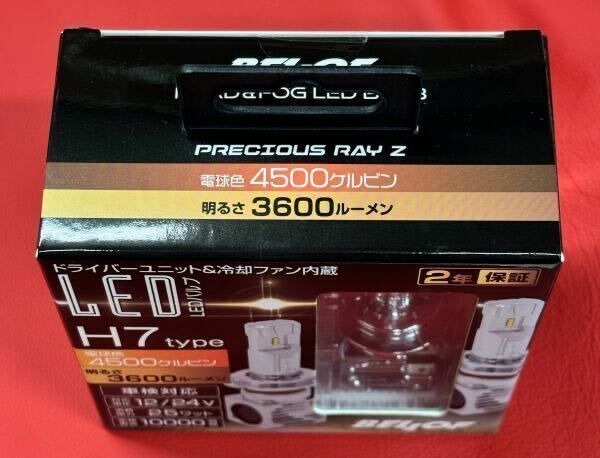 BELLOF
PRECIOUS RAY Z
電球色 4500ケルビン
明るさ 3600ルーメン
ドライバーユニット&冷却ファン内蔵
2年 保証
LED LEDバルブ
H7 type
電球色
4500ケルビン
明るさ
3600ルーメン
車検対応
12/24V
25ワット
10000
BELLOF